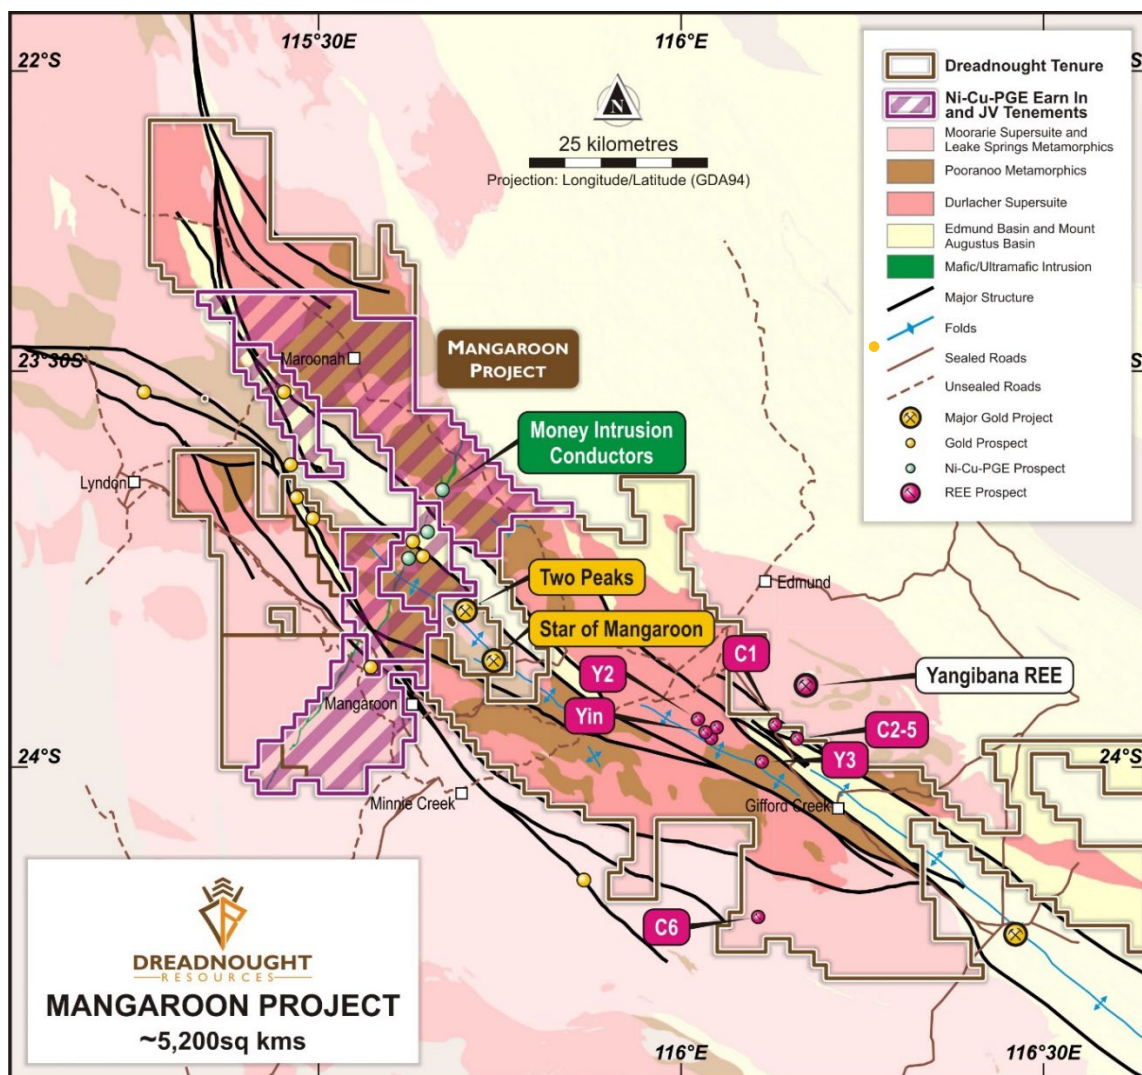 115°30E
116°E
22°S
N
25 kilometres
Projection: Longitude/Latitude (GDA94)
Dreadnought Tenure
Ni-Cu-PGE Earn In
and JV Tenements
Moorarie Supersuite and
Leake Springs Metamorphics
Pooranoo Metamorphics
Durlacher Supersuite
Edmund Basin and Mount
Augustus Basin
Mafic/Ultramafic Intrusion
Major Structure
Folds
Sealed Roads
Unsealed Roads
Major Gold Project
Gold Prospect
Ni-Cu-PGE Prospect
REE Prospect
23°30S
Maroonah
MANGAROON
PROJECT
Money Intrusion
Conductors
Lyndon
Two Peaks
Edmund
Star of Mangaroon
C1
Y2
Yangibana REE
Mangaroon
Yin
C2-5
Y3
24°S
24°S
Minnie Creek
Gifford Creek
C6
DREADNOUGHT
RESOURCES
MANGAROON PROJECT
~5,200sq kms
116°E
116°30E